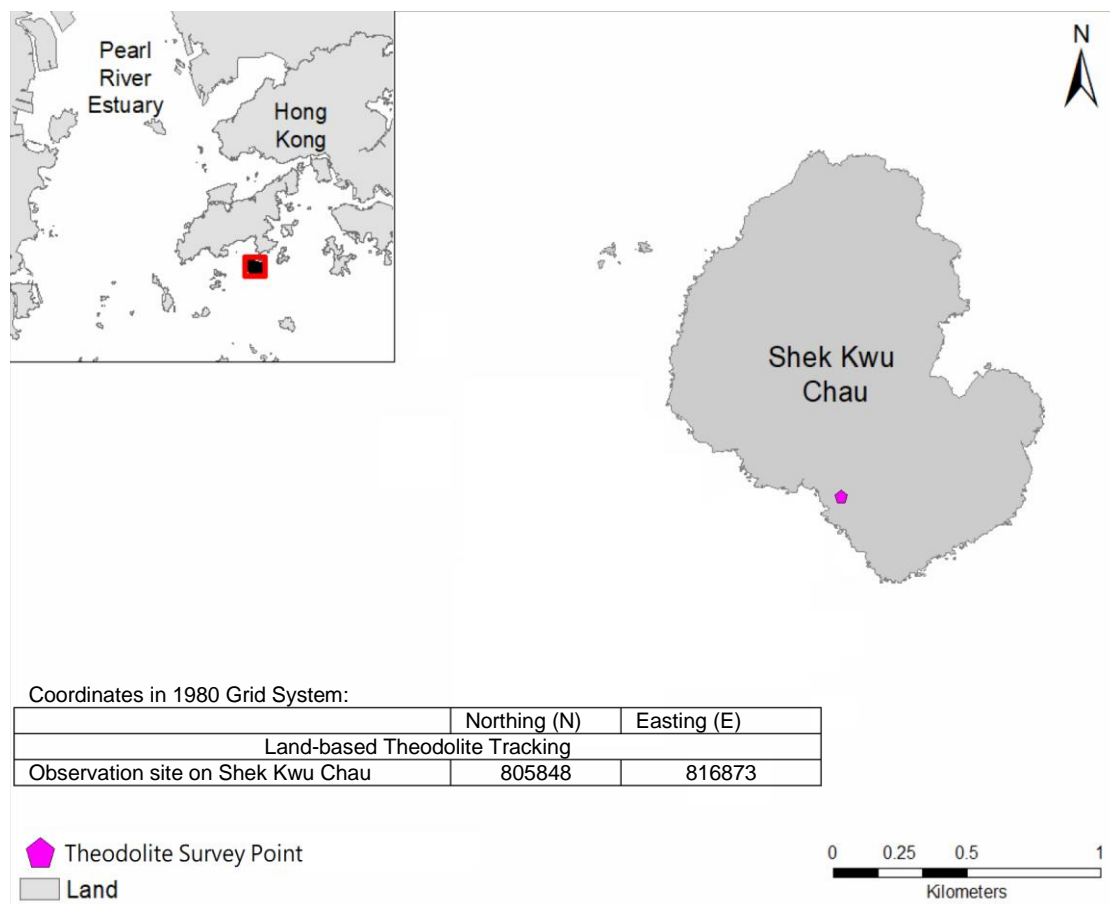 Pearl
River
Estuary
Hong
Kong
N
Shek Kwu
Chau
Coordinates in 1980 Grid System:
Northing (N) Easting (E)
Land-based Theodolite Tracking
Observation site on Shek Kwu Chau 805848 816873
Theodolite Survey Point
Land
0 0.25 0.5 1
Kilometers